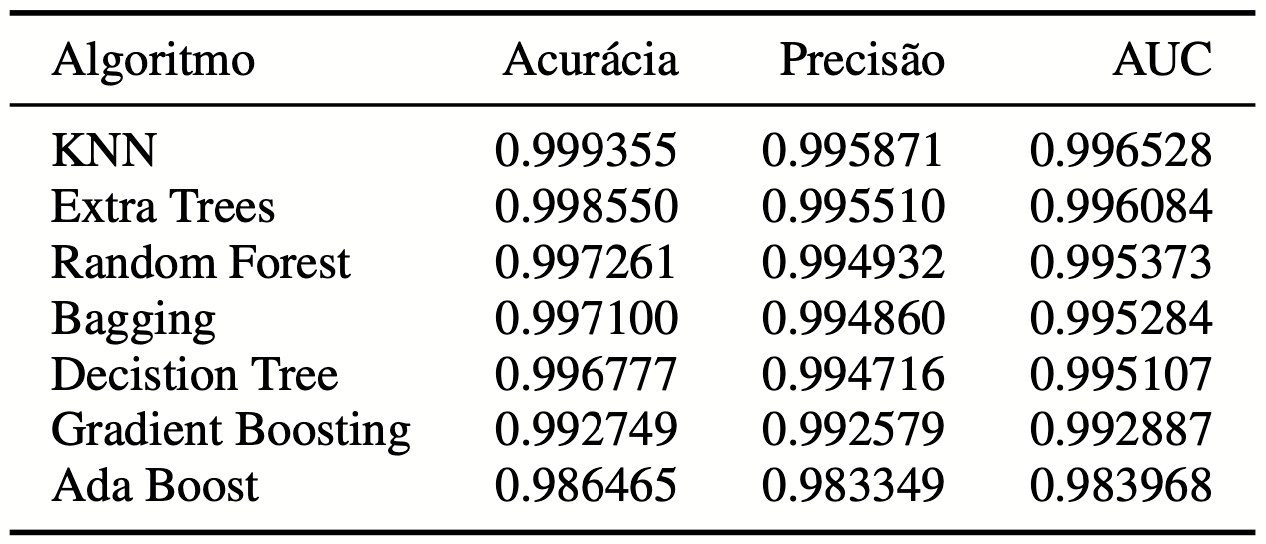 Algoritmo Acurácia Precisão AUC
KNN 0.999355 0.995871 0.996528
Extra Trees 0.998550 0.995510 0.996084
Random Forest 0.997261 0.994932 0.995373
Bagging 0.997100 0.994860 0.995284
Decistion Tree 0.996777 0.994716 0.995107
Gradient Boosting 0.992749 0.992579 0.992887
Ada Boost 0.986465 0.983349 0.983968